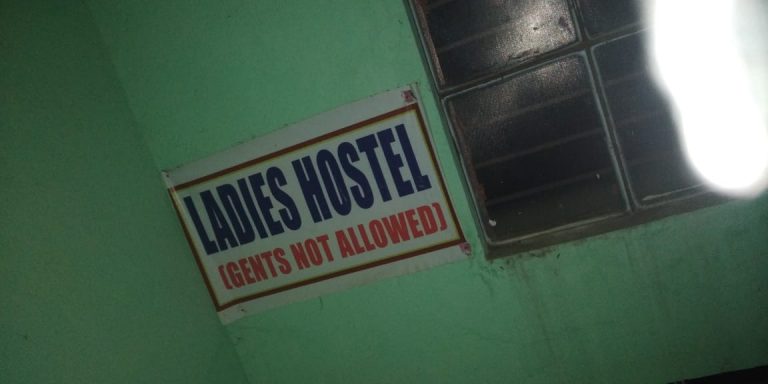 LADIES HOSTEL
(GENTS NOT ALLOWED)